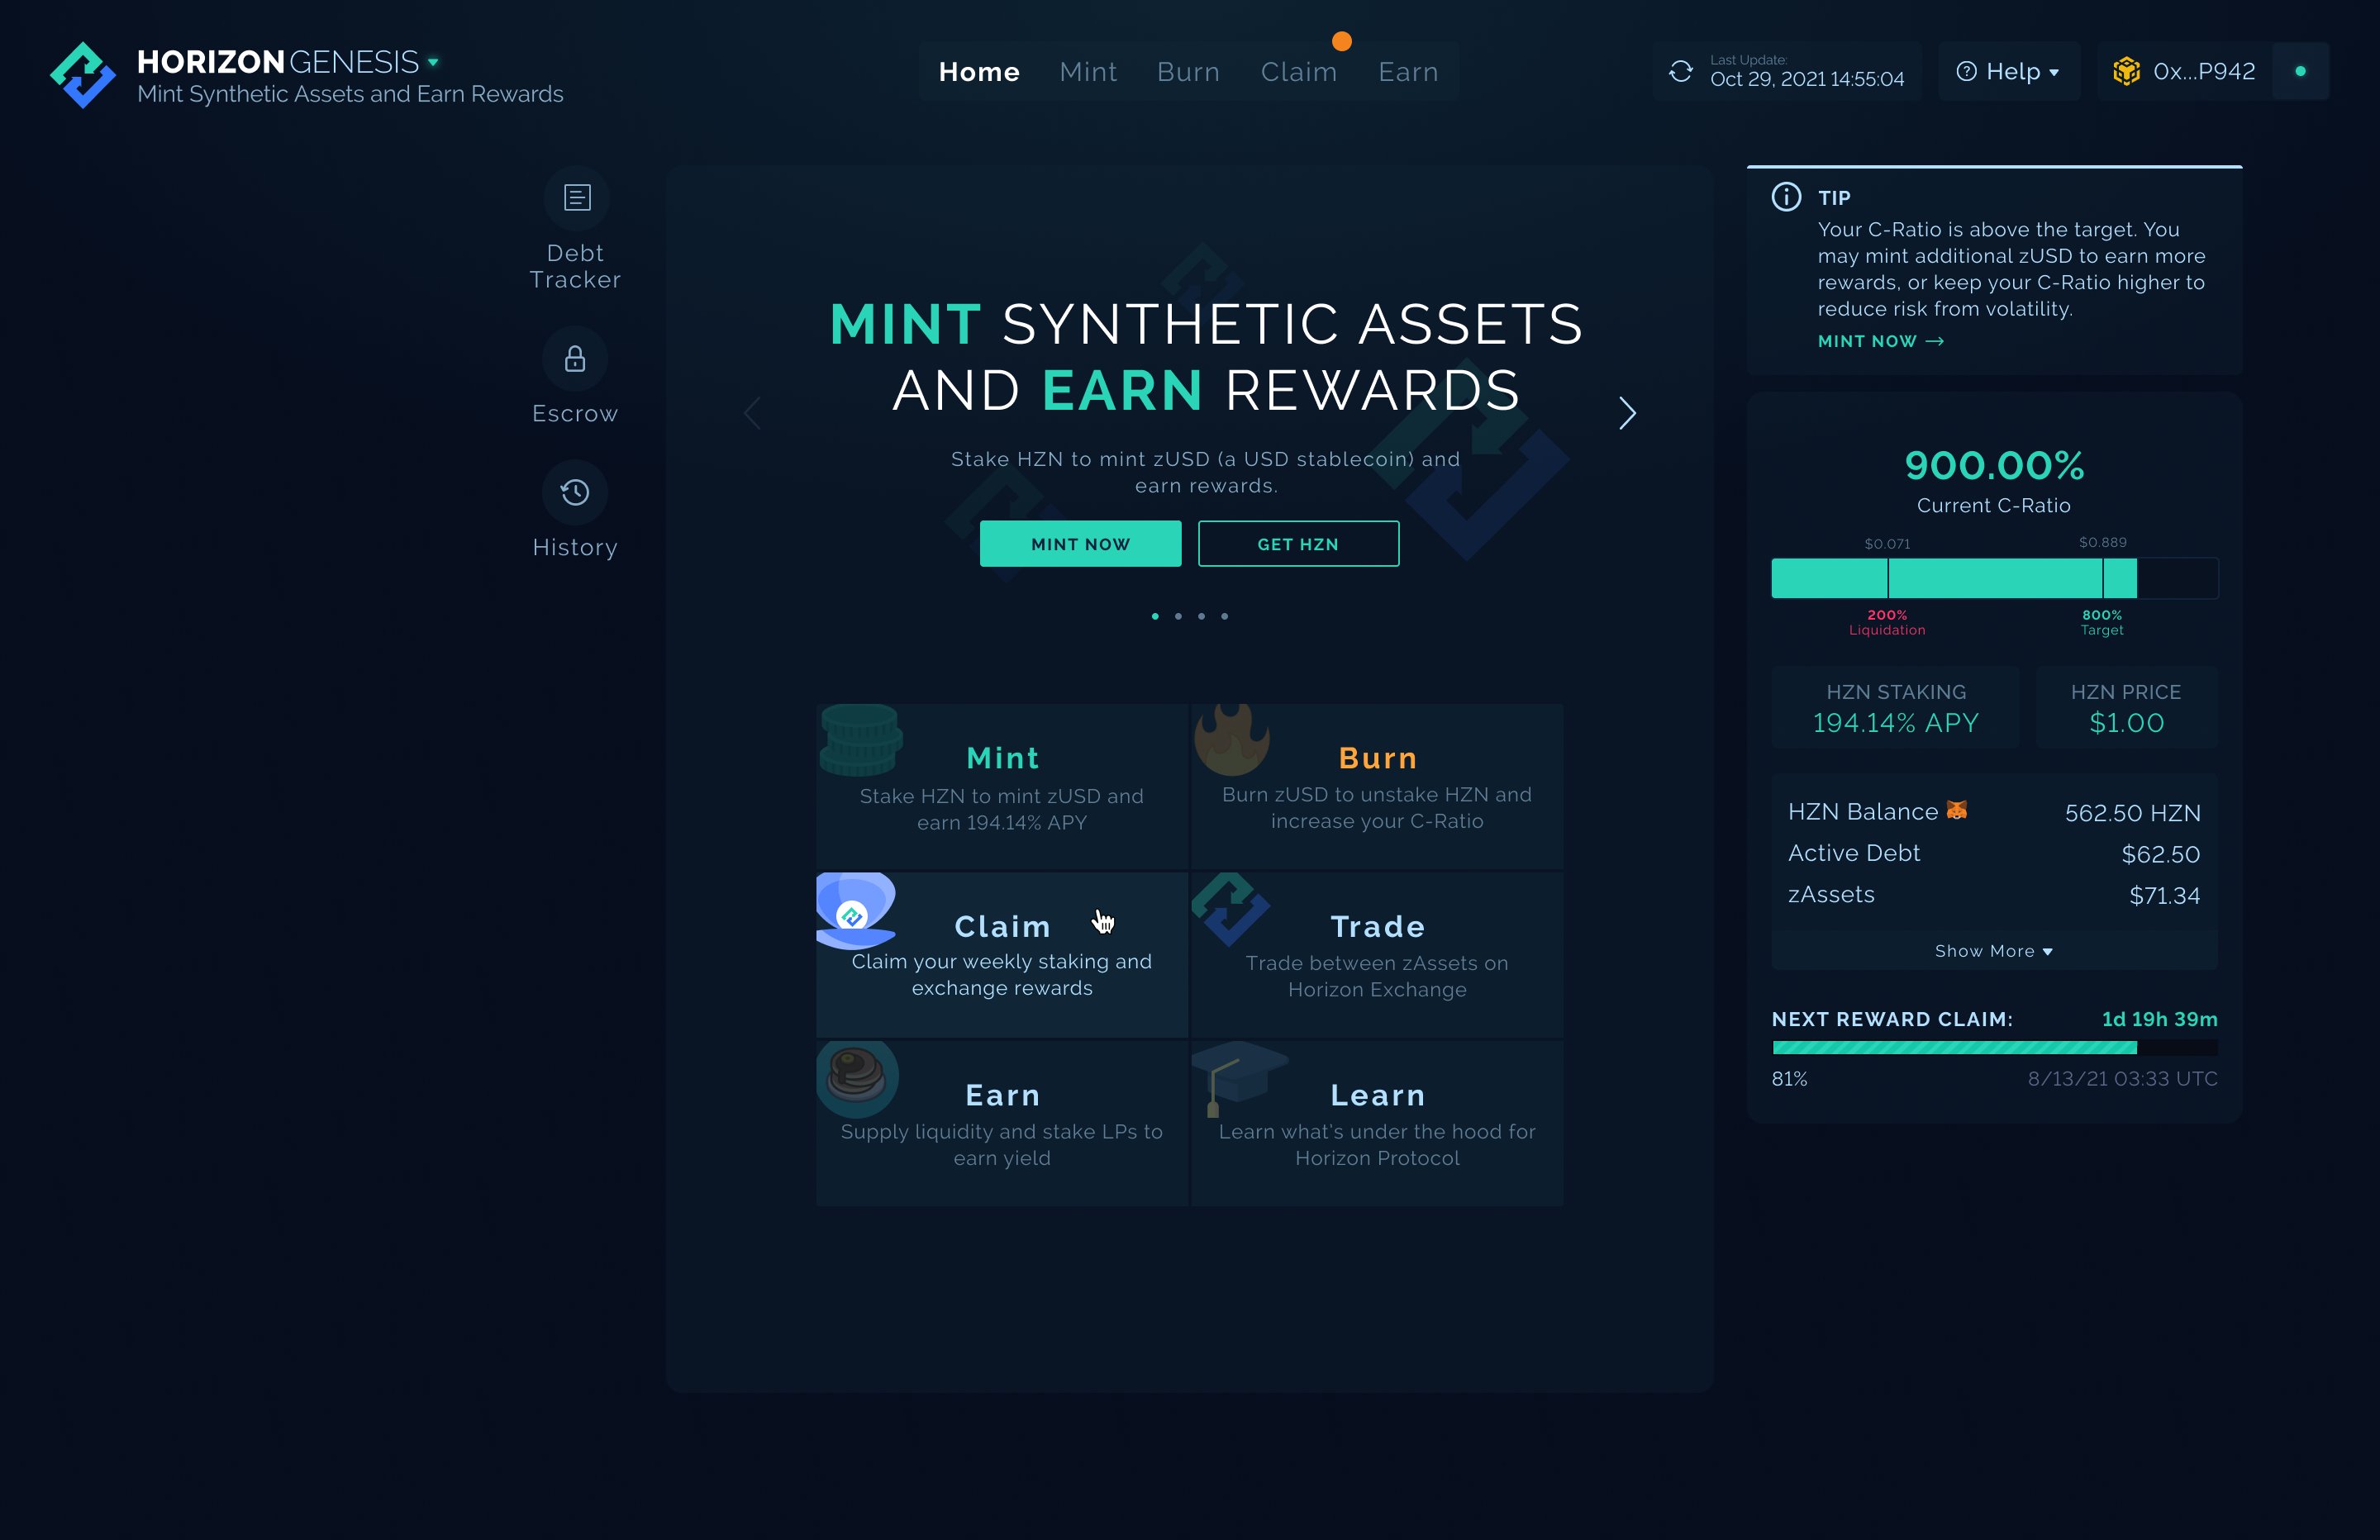 HORIZON GENESIS
Mint Synthetic Assets and Earn Rewards
Home Mint Burn Claim Earn
Last Update:
Oct 29, 2021 14:55:04
Help
0x...P942
Debt
Tracker
Escrow
History
MINT SYNTHETIC ASSETS
AND EARN REWARDS
Stake HZN to mint zUSD (a USD stablecoin) and
earn rewards.
MINT NOW
GET HZN
Mint
Stake HZN to mint zUSD and
earn 194.14% APY
Burn
Burn zUSD to unstake HZN and
increase your C-Ratio
Claim
Claim your weekly staking and
exchange rewards
Trade
Trade between zAssets on
Horizon Exchange
Earn
Supply liquidity and stake LPs to
earn yield
Learn
Learn what's under the hood for
Horizon Protocol
TIP
Your C-Ratio is above the target. You
may mint additional zUSD to earn more
rewards, or keep your C-Ratio higher to
reduce risk from volatility.
MINT NOW →
900.00%
Current C-Ratio
$0.071 $0.889
200% 800%
Liquidation Target
HZN STAKING
194.14% APY
HZN PRICE
$1.00
HZN Balance 562.50 HZN
Active Debt $62.50
zAssets $71.34
Show More
NEXT REWARD CLAIM: 1d 19h 39m
81% 8/13/21 03:33 UTC